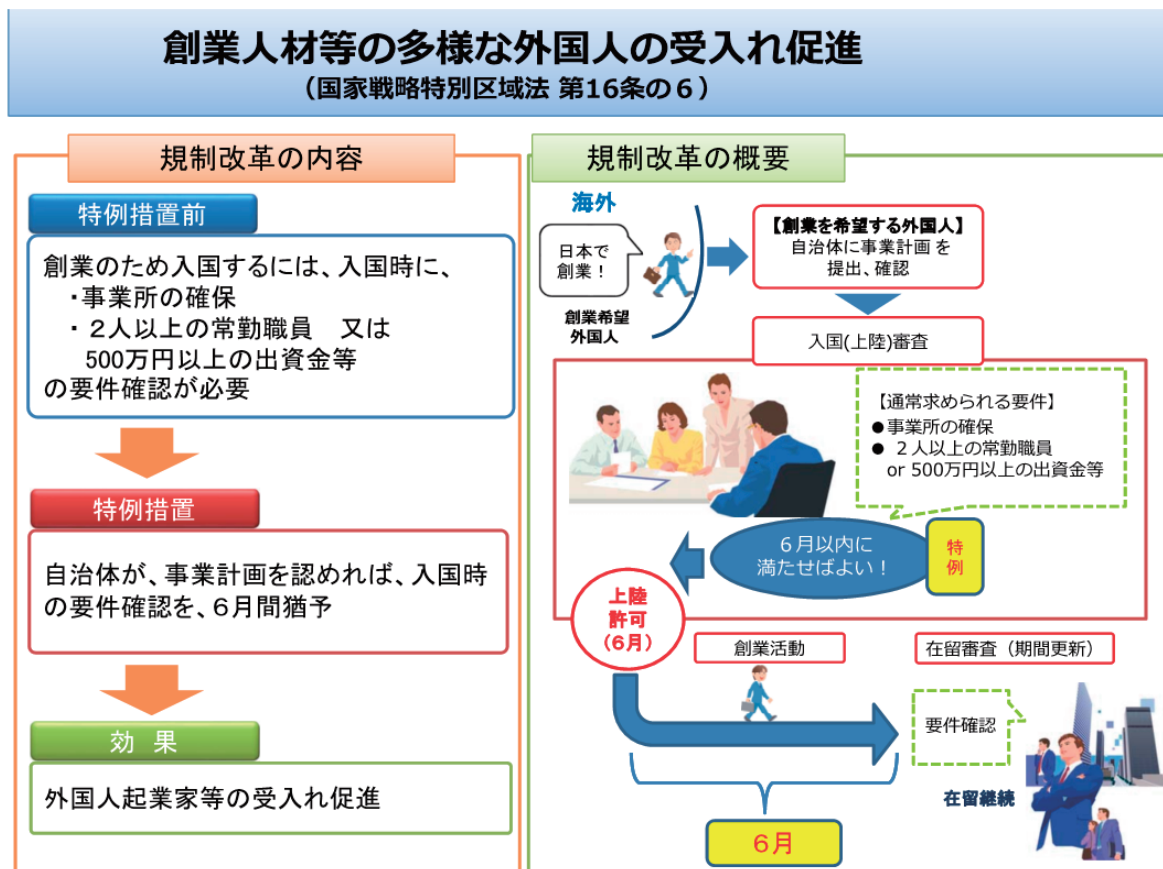 創業人材等の多様な外国人の受入れ促進
（国家戦略特別区域法 第16条の６）
規制改革の内容
特例措置前
創業のため入国するには、入国時に、
・事業所の確保
・２人以上の常勤職員　又は
500万円以上の出資金等
の要件確認が必要
特例措置
自治体が、事業計画を認めれば、入国時
の要件確認を、６月間猶予
効 果
外国人起業家等の受入れ促進
規制改革の概要
海外
日本で
創業！
創業希望
外国人
【創業を希望する外国人】
自治体に事業計画 を
提出、確認
入国(上陸)審査
【通常求められる要件】
●事業所の確保
● ２人以上の常勤職員
or 500万円以上の出資金等
６月以内に
満たせばよい！
特
例
上陸
許可
（６月）
創業活動
在留審査（期間更新）
要件確認
在留継続
６月